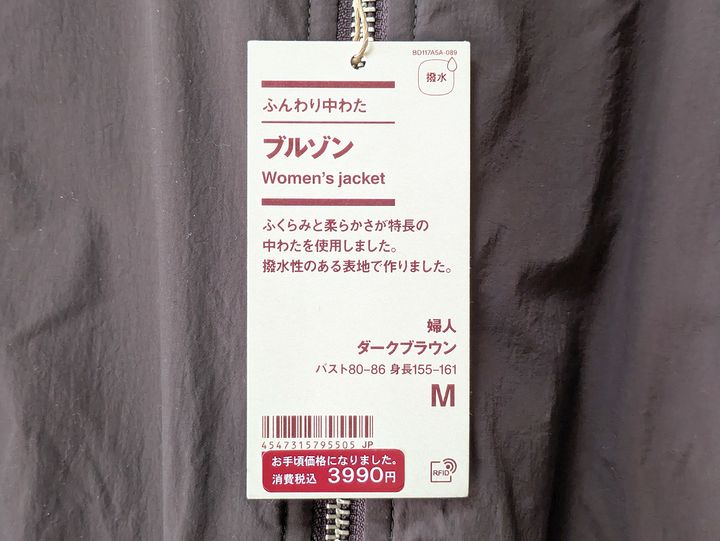 BD117A5A-089
撥水
ふんわり中わた
ブルゾン
Women's jacket
ふくらみと柔らかさが特長の
中わたを使用しました。
撥水性のある表地で作りました。
婦人
ダークブラウン
バスト80–86 身長155–161
M
4547315795505 JP
お手頃価格になりました。
消費税込 3990円
RFID